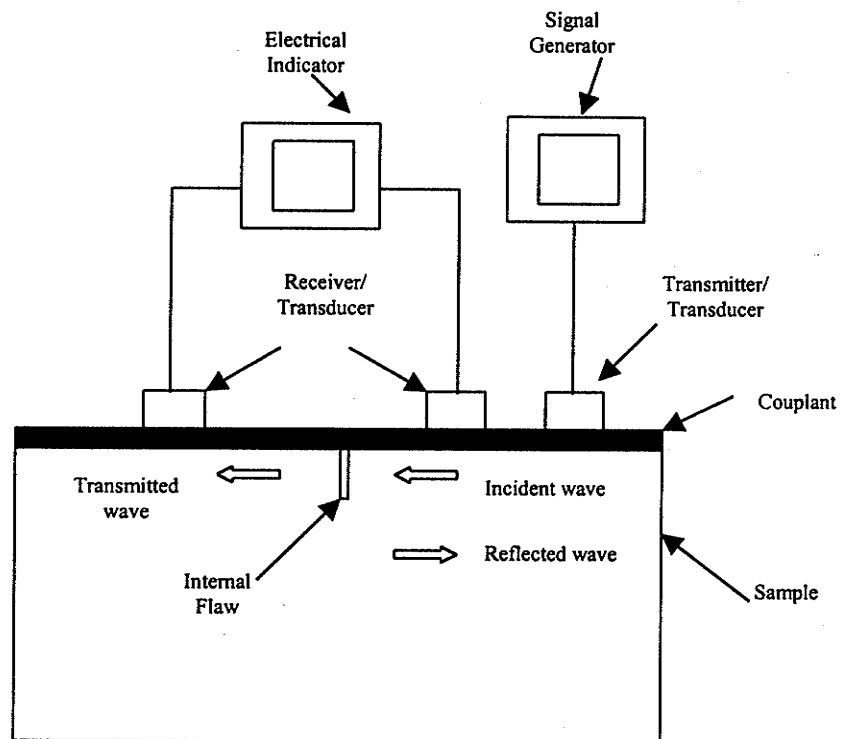 Electrical
Indicator
Signal
Generator
Receiver/
Transducer
Transmitter/
Transducer
Couplant
Transmitted
wave
Incident wave
Reflected wave
Internal
Flaw
Sample